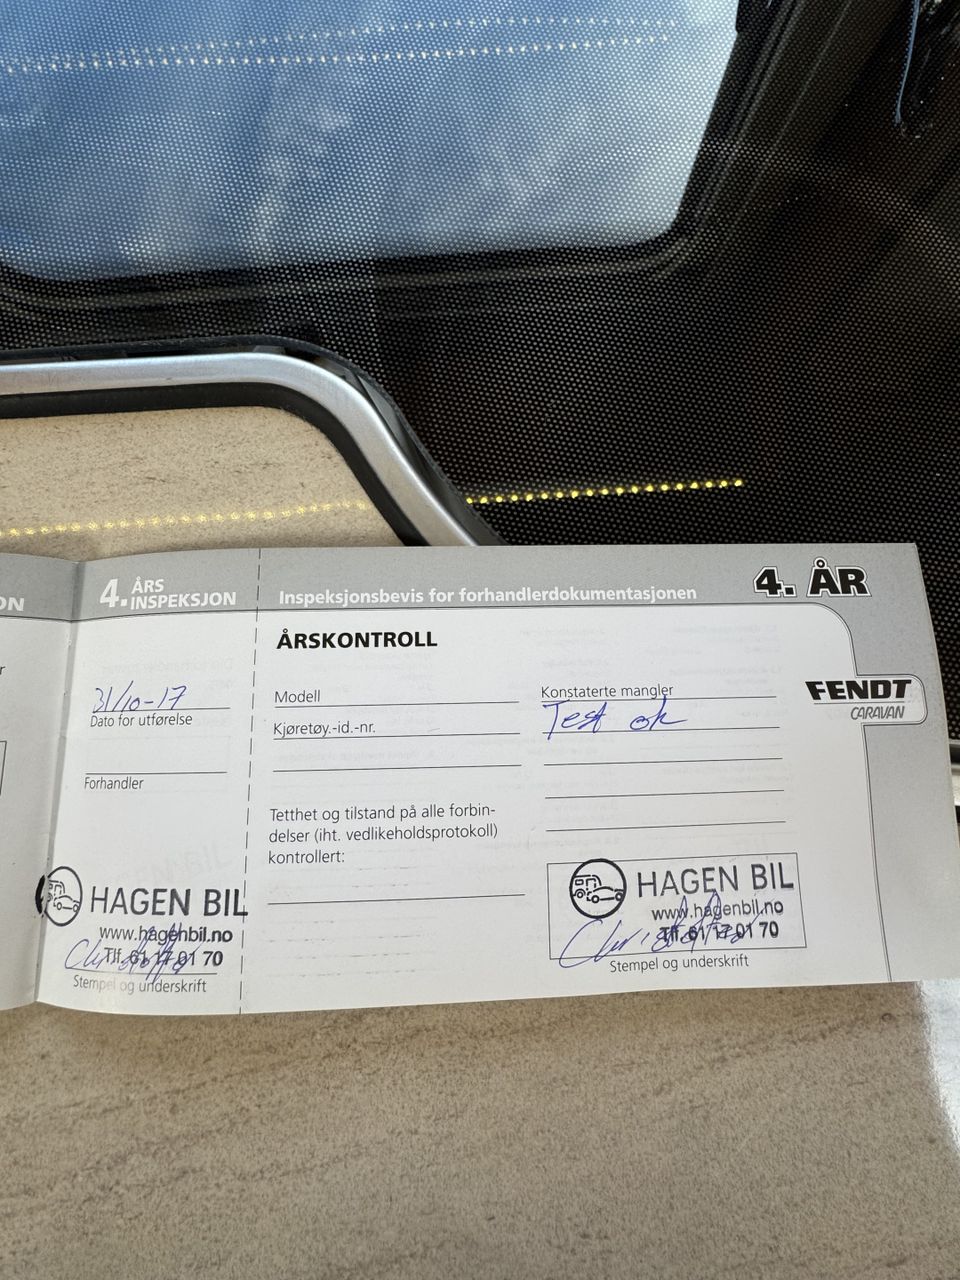 ON
r
4. ÅRS
INSPEKSJON
31/10-17
Dato for utførelse
Forhandler
HAGEN BIL
www.hagenbil.no
Tlf. 61 17 01 70
Stempel og underskrift
Inspeksjonsbevis for forhandlerdokumentasjonen
4. ÅR
ÅRSKONTROLL
Modell
Kjøretøy.-id.-nr.
Tetthet og tilstand på alle forbin-
delser (iht. vedlikeholdsprotokoll)
kontrollert:
Konstaterte mangler
Test ok
HAGEN BIL
www.hagenbil.no
Tlf. 61 17 01 70
Stempel og underskrift
FENDT
CARAVAN